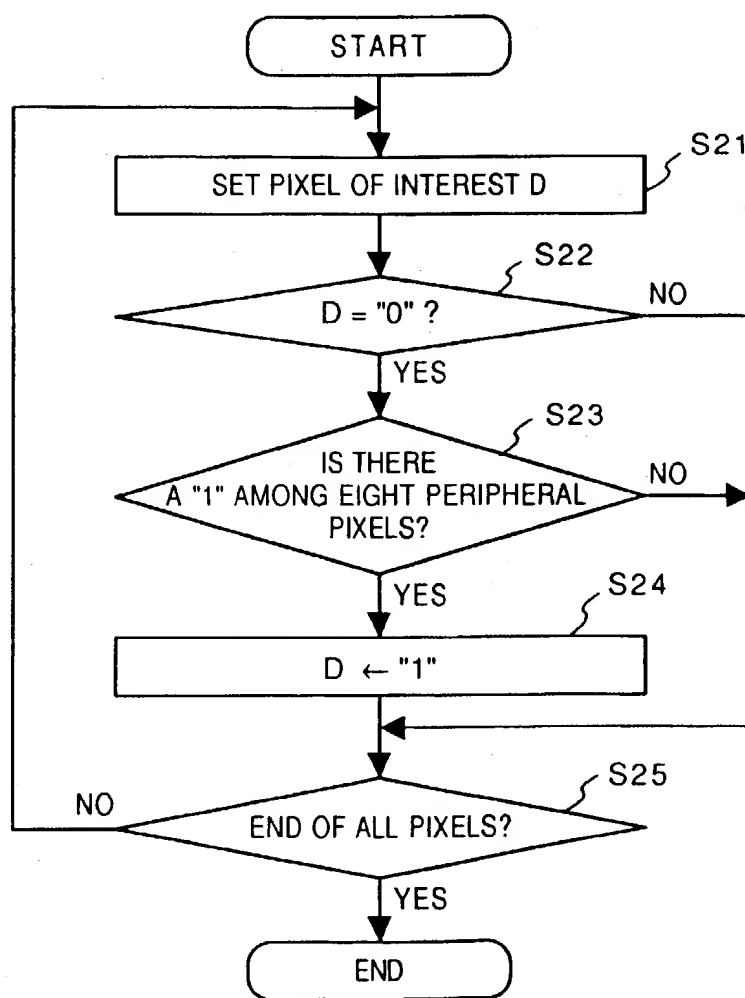 START
S21
SET PIXEL OF INTEREST D
S22
D = "0" ?
NO
YES
S23
IS THERE
A "1" AMONG EIGHT PERIPHERAL
PIXELS?
NO
YES
S24
D ← "1"
S25
NO
END OF ALL PIXELS?
YES
END